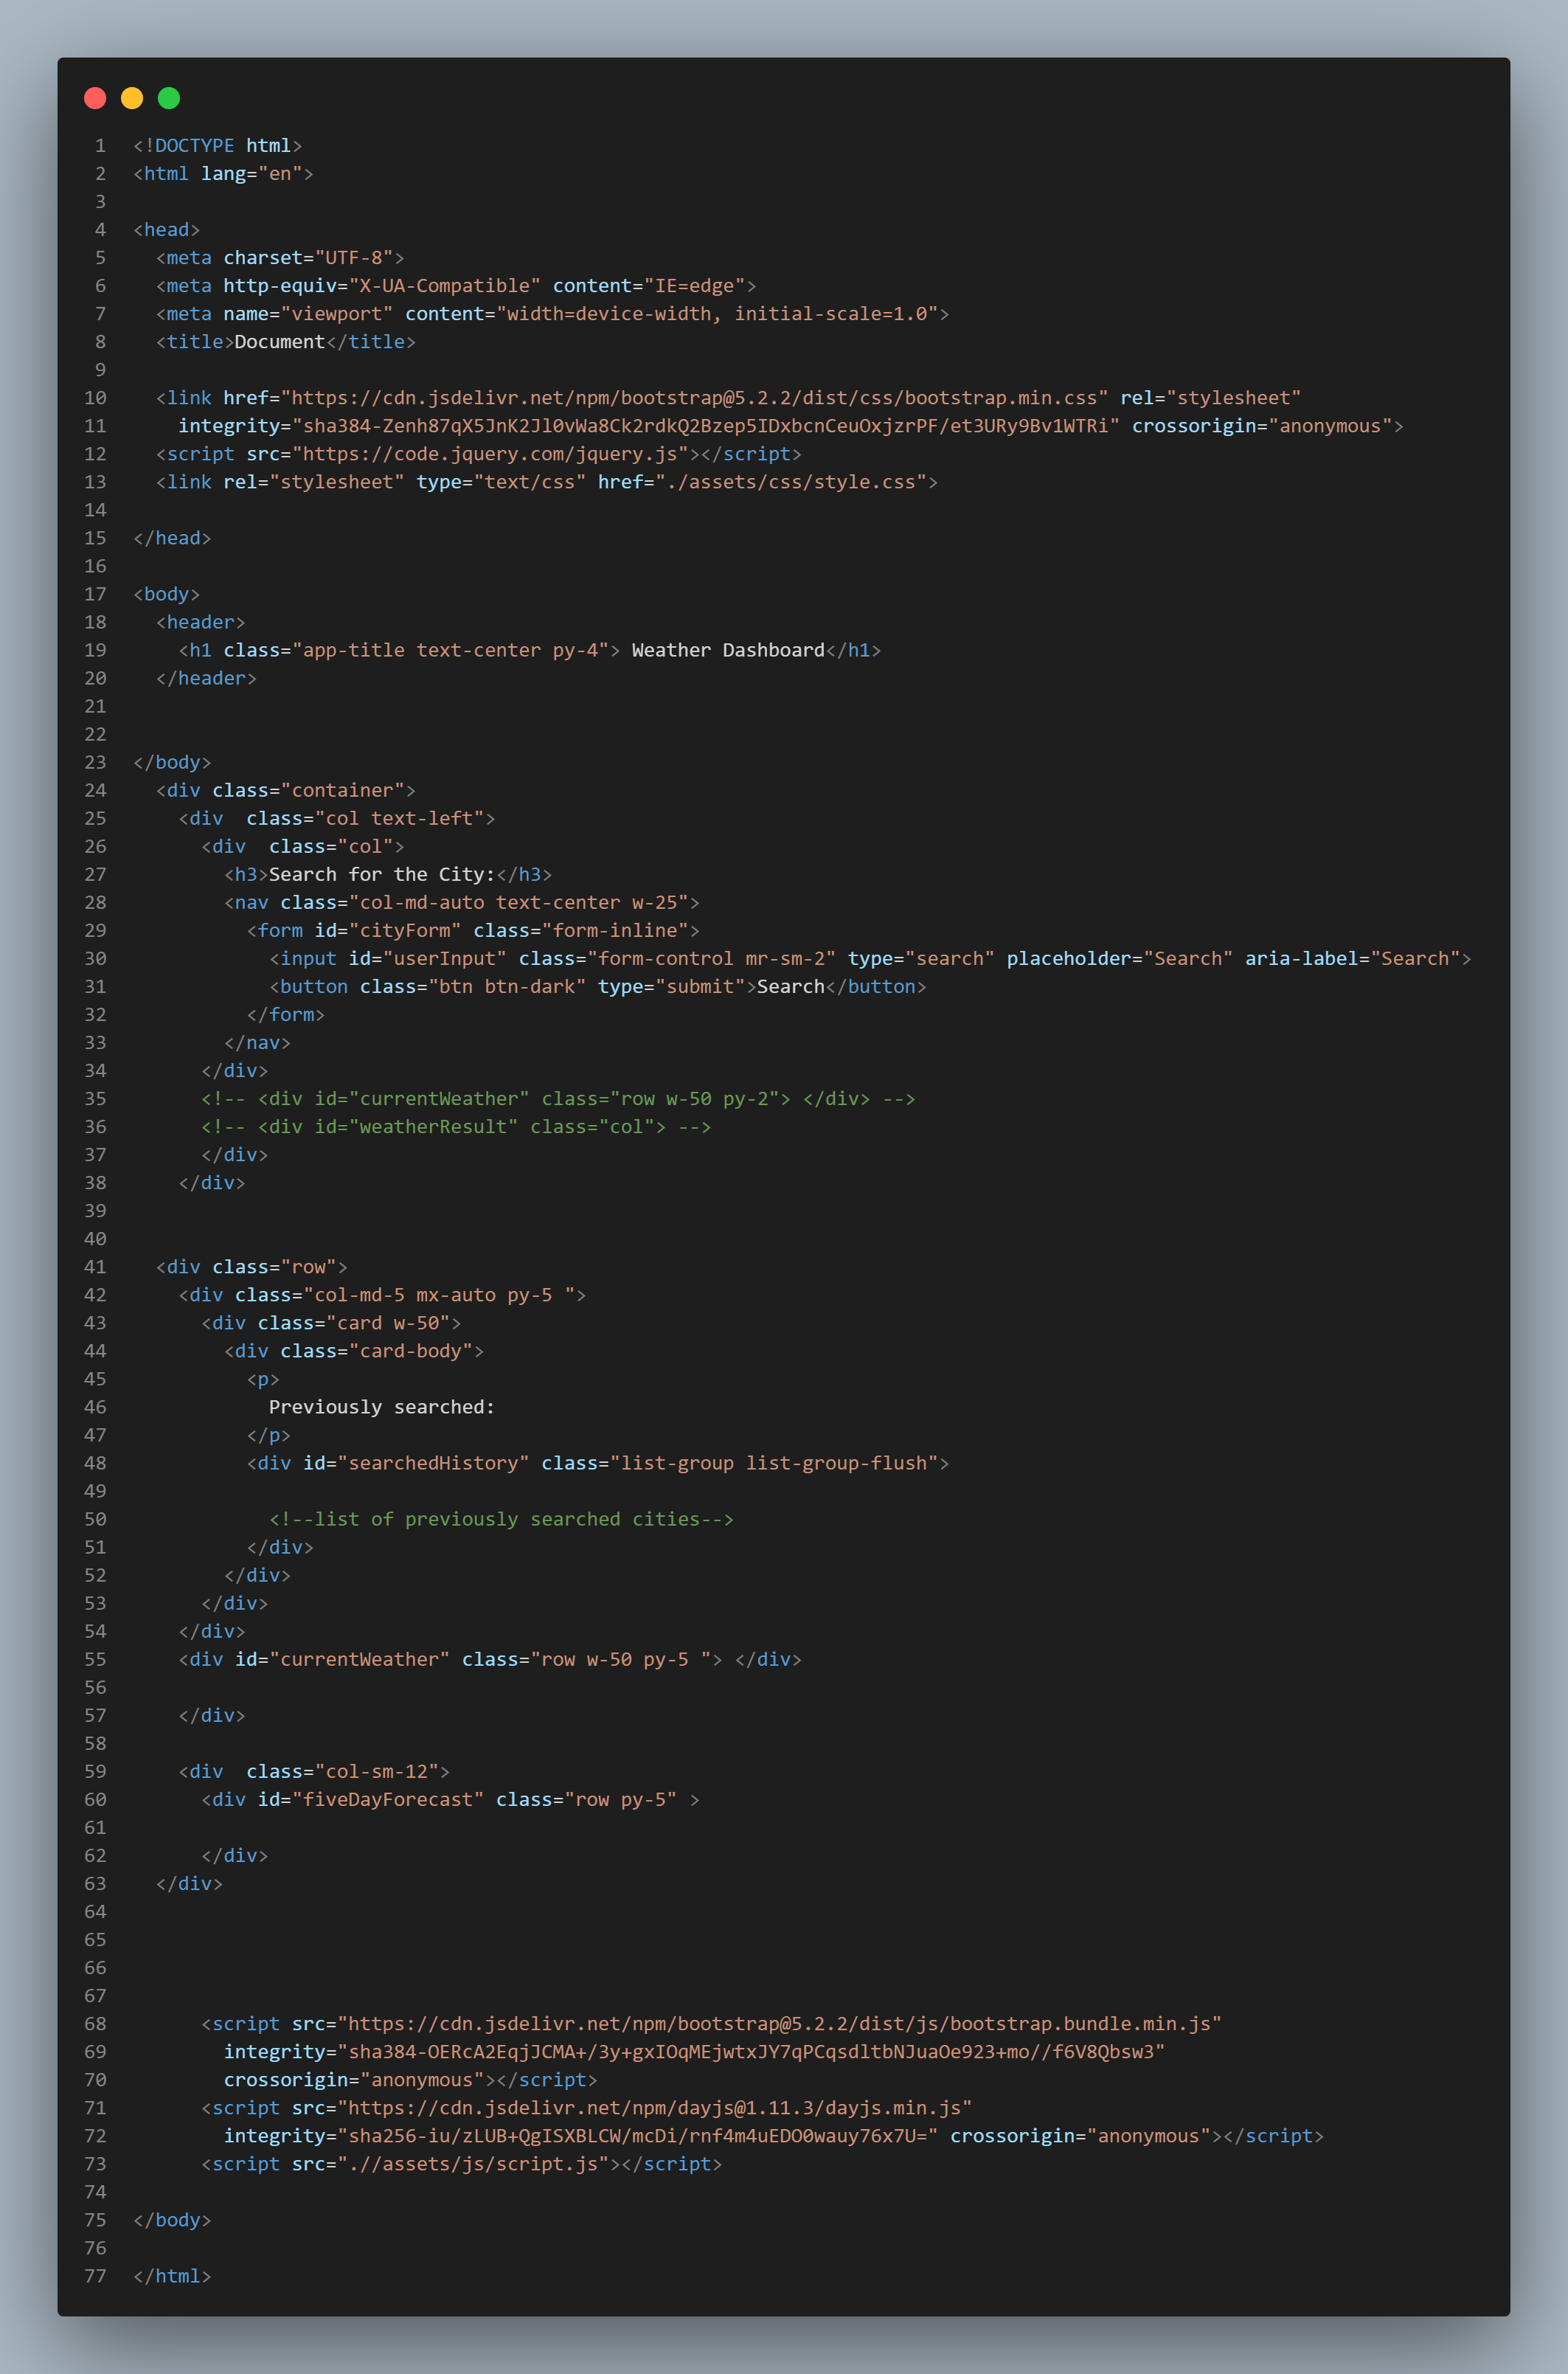 1 <!DOCTYPE html>
2 <html lang="en">
3
4 <head>
5   <meta charset="UTF-8">
6   <meta http-equiv="X-UA-Compatible" content="IE=edge">
7   <meta name="viewport" content="width=device-width, initial-scale=1.0">
8   <title>Document</title>
9
10   <link href="https://cdn.jsdelivr.net/npm/bootstrap@5.2.2/dist/css/bootstrap.min.css" rel="stylesheet"
11     integrity="sha384-Zenh87qX5JnK2Jl0vWa8Ck2rdkQ2Bzep5IDxbcnCeuOxjzrPF/et3URy9Bv1WTRi" crossorigin="anonymous">
12   <script src="https://code.jquery.com/jquery.js"></script>
13   <link rel="stylesheet" type="text/css" href="./assets/css/style.css">
14
15 </head>
16
17 <body>
18   <header>
19     <h1 class="app-title text-center py-4"> Weather Dashboard</h1>
20   </header>
21
22
23 </body>
24   <div class="container">
25     <div  class="col text-left">
26       <div  class="col">
27         <h3>Search for the City:</h3>
28         <nav class="col-md-auto text-center w-25">
29           <form id="cityForm" class="form-inline">
30             <input id="userInput" class="form-control mr-sm-2" type="search" placeholder="Search" aria-label="Search">
31             <button class="btn btn-dark" type="submit">Search</button>
32           </form>
33         </nav>
34       </div>
35       <!-- <div id="currentWeather" class="row w-50 py-2"> </div> -->
36       <!-- <div id="weatherResult" class="col"> -->
37       </div>
38     </div>
39
40
41   <div class="row">
42     <div class="col-md-5 mx-auto py-5 ">
43       <div class="card w-50">
44         <div class="card-body">
45           <p>
46             Previously searched:
47           </p>
48           <div id="searchedHistory" class="list-group list-group-flush">
49
50             <!--list of previously searched cities-->
51           </div>
52         </div>
53       </div>
54     </div>
55     <div id="currentWeather" class="row w-50 py-5 "> </div>
56
57     </div>
58
59     <div  class="col-sm-12">
60       <div id="fiveDayForecast" class="row py-5" >
61
62       </div>
63   </div>
64
65
66
67
68       <script src="https://cdn.jsdelivr.net/npm/bootstrap@5.2.2/dist/js/bootstrap.bundle.min.js"
69         integrity="sha384-OERcA2EqjJCMA+/3y+gxIOqMEjwtxJY7qPCqsdltbNJuaOe923+mo//f6V8Qbsw3"
70         crossorigin="anonymous"></script>
71       <script src="https://cdn.jsdelivr.net/npm/dayjs@1.11.3/dayjs.min.js"
72         integrity="sha256-iu/zLUB+QgISXBLCW/mcDi/rnf4m4uEDO0wauy76x7U=" crossorigin="anonymous"></script>
73       <script src=".//assets/js/script.js"></script>
74
75 </body>
76
77 </html>